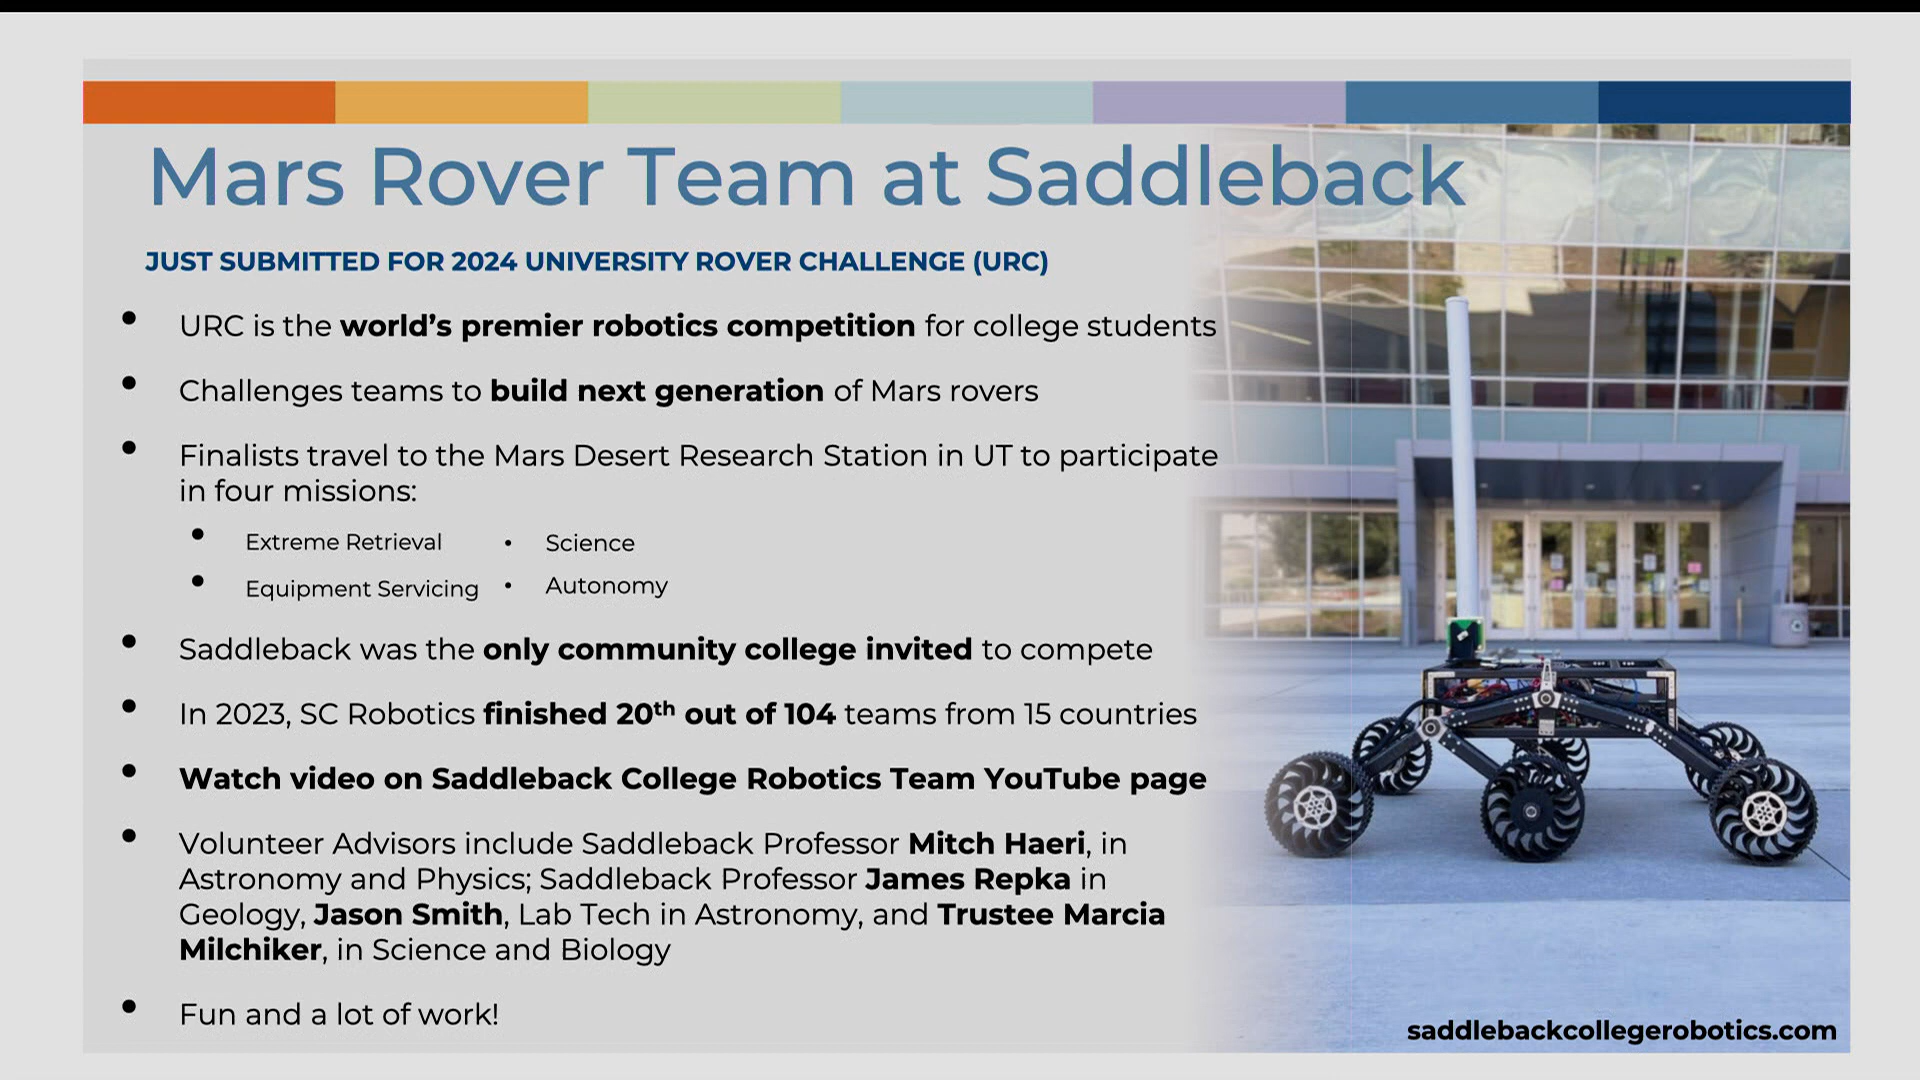 Mars Rover Team at Saddleback
JUST SUBMITTED FOR 2024 UNIVERSITY ROVER CHALLENGE (URC)
• URC is the world's premier robotics competition for college students
• Challenges teams to build next generation of Mars rovers
• Finalists travel to the Mars Desert Research Station in UT to participate
in four missions:
• Extreme Retrieval • Science
• Equipment Servicing • Autonomy
• Saddleback was the only community college invited to compete
• In 2023, SC Robotics finished 20th out of 104 teams from 15 countries
• Watch video on Saddleback College Robotics Team YouTube page
• Volunteer Advisors include Saddleback Professor Mitch Haeri, in
Astronomy and Physics; Saddleback Professor James Repka in
Geology, Jason Smith, Lab Tech in Astronomy, and Trustee Marcia
Milchiker, in Science and Biology
• Fun and a lot of work!
saddlebackcollegerobotics.com